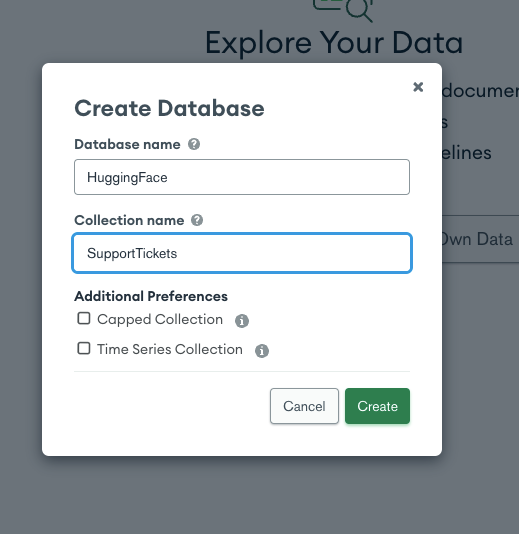 Explore Your Data
documen
s
elines
Own Data
Create Database
Database name
HuggingFace
Collection name
SupportTickets
Additional Preferences
Capped Collection
Time Series Collection
Cancel
Create